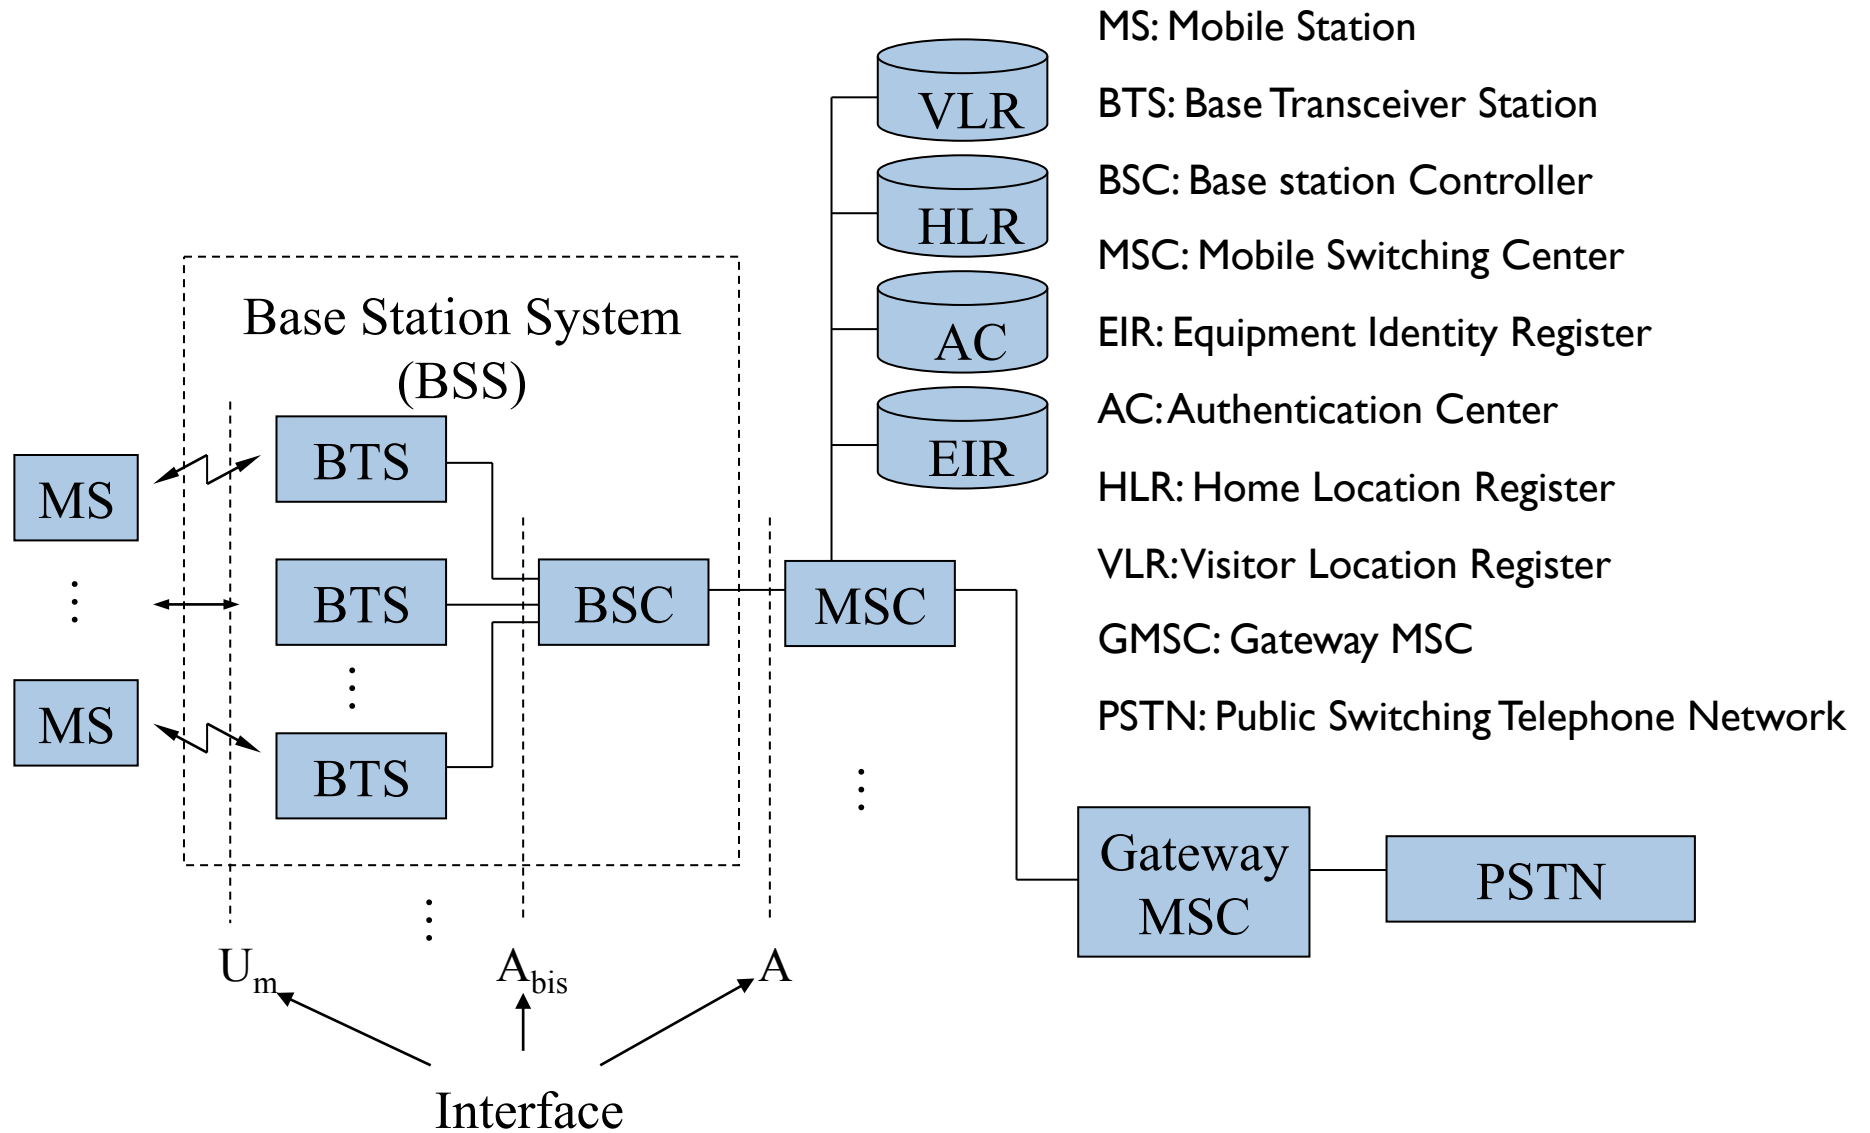 MS: Mobile Station
BTS: Base Transceiver Station
BSC: Base station Controller
MSC: Mobile Switching Center
EIR: Equipment Identity Register
AC: Authentication Center
HLR: Home Location Register
VLR: Visitor Location Register
GMSC: Gateway MSC
PSTN: Public Switching Telephone Network
VLR
HLR
AC
EIR
Base Station System
(BSS)
MS
MS
BTS
BTS
BTS
BSC
MSC
Gateway
MSC
PSTN
Um
Abis
A
Interface